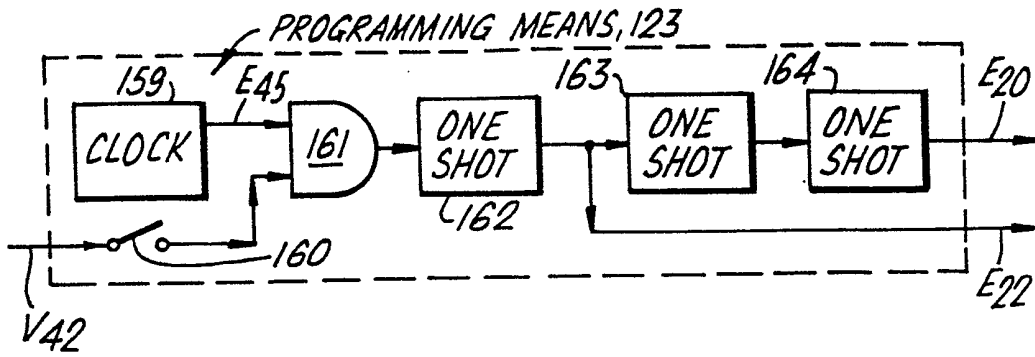 PROGRAMMING MEANS, 123
159
E45
163
164
E20
CLOCK
161
ONE
SHOT
ONE
SHOT
ONE
SHOT
162
160
E22
V42